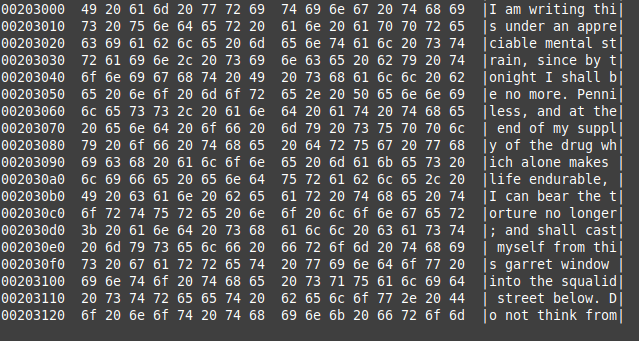 00203000  49 20 61 6d 20 77 72 69  74 69 6e 67 20 74 68 69  |I am writing thi|
00203010  73 20 75 6e 64 65 72 20  61 6e 20 61 70 70 72 65  |s under an appre|
00203020  63 69 61 62 6c 65 20 6d  65 6e 74 61 6c 20 73 74  |ciable mental st|
00203030  72 61 69 6e 2c 20 73 69  6e 63 65 20 62 79 20 74  |rain, since by t|
00203040  6f 6e 69 67 68 74 20 49  20 73 68 61 6c 6c 20 62  |onight I shall b|
00203050  65 20 6e 6f 20 6d 6f 72  65 2e 20 50 65 6e 6e 69  |e no more. Penni|
00203060  6c 65 73 73 2c 20 61 6e  64 20 61 74 20 74 68 65  |less, and at the|
00203070  20 65 6e 64 20 6f 66 20  6d 79 20 73 75 70 70 6c  | end of my suppl|
00203080  79 20 6f 66 20 74 68 65  20 64 72 75 67 20 77 68  |y of the drug wh|
00203090  69 63 68 20 61 6c 6f 6e  65 20 6d 61 6b 65 73 20  |ich alone makes |
002030a0  6c 69 66 65 20 65 6e 64  75 72 61 62 6c 65 2c 20  |life endurable, |
002030b0  49 20 63 61 6e 20 62 65  61 72 20 74 68 65 20 74  |I can bear the t|
002030c0  6f 72 74 75 72 65 20 6e  6f 20 6c 6f 6e 67 65 72  |orture no longer|
002030d0  3b 20 61 6e 64 20 73 68  61 6c 6c 20 63 61 73 74  |; and shall cast|
002030e0  20 6d 79 73 65 6c 66 20  66 72 6f 6d 20 74 68 69  | myself from thi|
002030f0  73 20 67 61 72 72 65 74  20 77 69 6e 64 6f 77 20  |s garret window |
00203100  69 6e 74 6f 20 74 68 65  20 73 71 75 61 6c 69 64  |into the squalid|
00203110  20 73 74 72 65 65 74 20  62 65 6c 6f 77 2e 20 44  | street below. D|
00203120  6f 20 6e 6f 74 20 74 68  69 6e 6b 20 66 72 6f 6d  |o not think from|